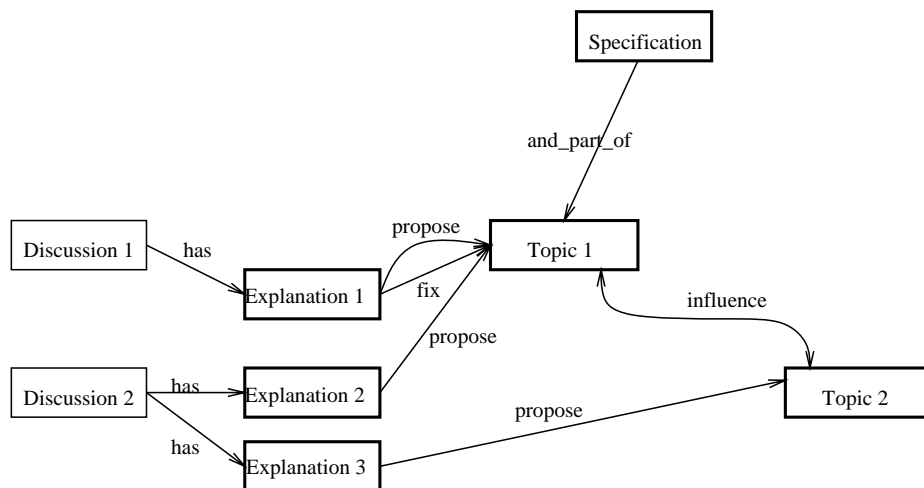 Specification
and_part_of
propose
Discussion 1
has
Topic 1
Explanation 1
fix
influence
propose
Discussion 2
has
Explanation 2
propose
Topic 2
has
Explanation 3